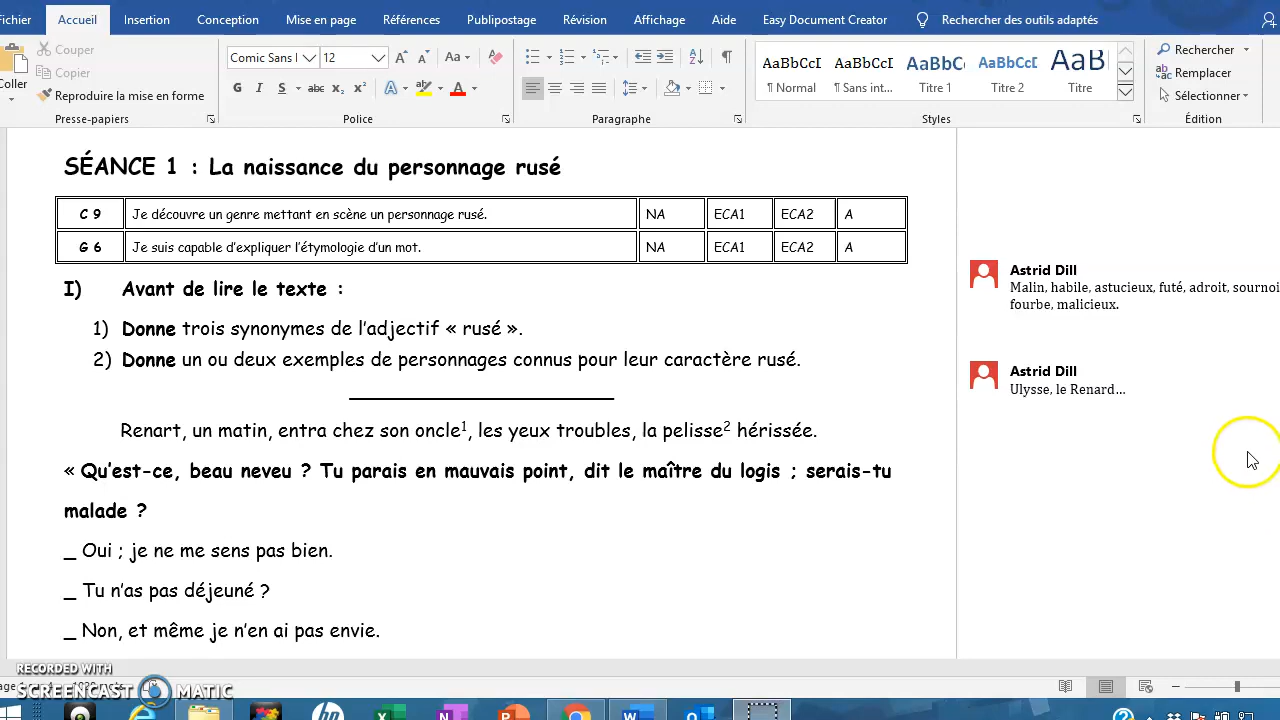 Fichier Accueil Insertion Conception Mise en page Références Publipostage Révision Affichage Aide Easy Document Creator Rechercher des outils adaptés
Coller
Couper
Copier
Reproduire la mise en forme
Presse-papiers
Comic Sans 12
Aa
G I S abc x₂ x² A A
Police
Paragraphe
AaBbCcI AaBbCcI AaBbC AaBbCcI AaB
¶ Normal ¶ Sans int... Titre 1 Titre 2 Titre
Styles
Rechercher
Remplacer
Sélectionner
Édition
SÉANCE 1 : La naissance du personnage rusé
C 9 Je découvre un genre mettant en scène un personnage rusé. NA ECA1 ECA2 A
G 6 Je suis capable d'expliquer l'étymologie d'un mot. NA ECA1 ECA2 A
I) Avant de lire le texte :
1) Donne trois synonymes de l'adjectif « rusé ».
2) Donne un ou deux exemples de personnages connus pour leur caractère rusé.
Renart, un matin, entra chez son oncle¹, les yeux troubles, la pelisse² hérissée.
« Qu'est-ce, beau neveu ? Tu parais en mauvais point, dit le maître du logis ; serais-tu
malade ?
_ Oui ; je ne me sens pas bien.
_ Tu n'as pas déjeuné ?
_ Non, et même je n'en ai pas envie.
Astrid Dill
Malin, habile, astucieux, futé, adroit, sournoi
fourbe, malicieux.
Astrid Dill
Ulysse, le Renard…
RECORDED WITH
SCREENCAST MATIC